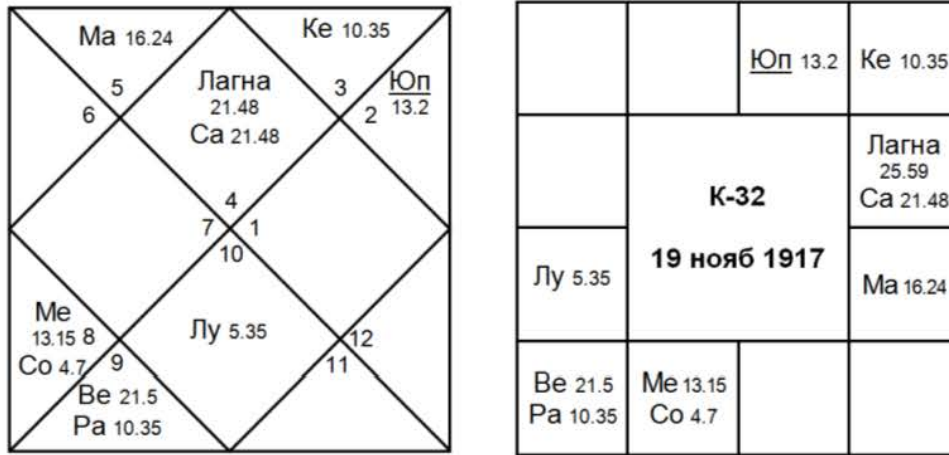 Ма 16.24
Ке 10.35
Лагна
21.48
Са 21.48
Юп
13.2
5
3
6
2
4
7 1
10
Ме
13.15 8
Со 4.7
Лу 5.35
12
9
11
Ве 21.5
Ра 10.35
Юп 13.2
Ке 10.35
Лагна
25.59
Са 21.48
К-32
19 нояб 1917
Лу 5.35
Ма 16.24
Ве 21.5
Ра 10.35
Ме 13.15
Со 4.7